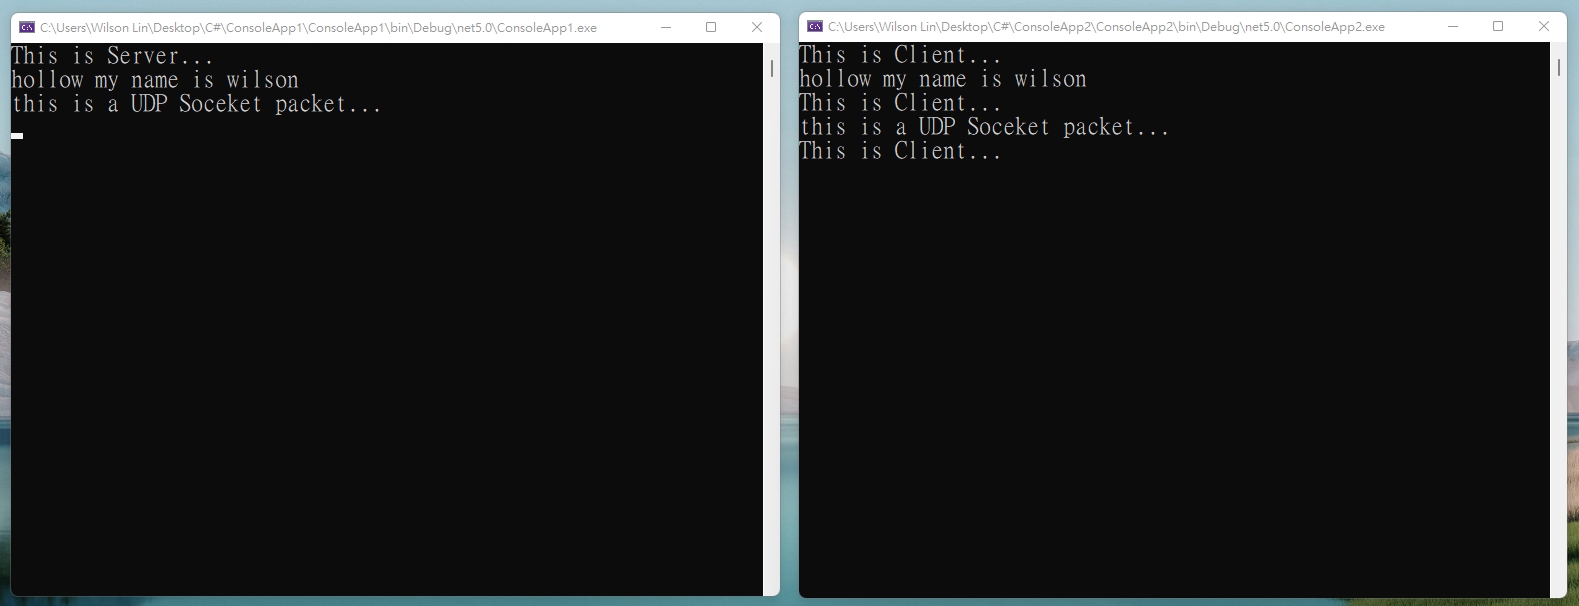 C:\Users\Wilson Lin\Desktop\C#\ConsoleApp1\ConsoleApp1\bin\Debug\net5.0\ConsoleApp1.exe
This is Server...
hollow my name is wilson
this is a UDP Soceket packet...
C:\Users\Wilson Lin\Desktop\C#\ConsoleApp2\ConsoleApp2\bin\Debug\net5.0\ConsoleApp2.exe
This is Client...
hollow my name is wilson
This is Client...
this is a UDP Soceket packet...
This is Client...